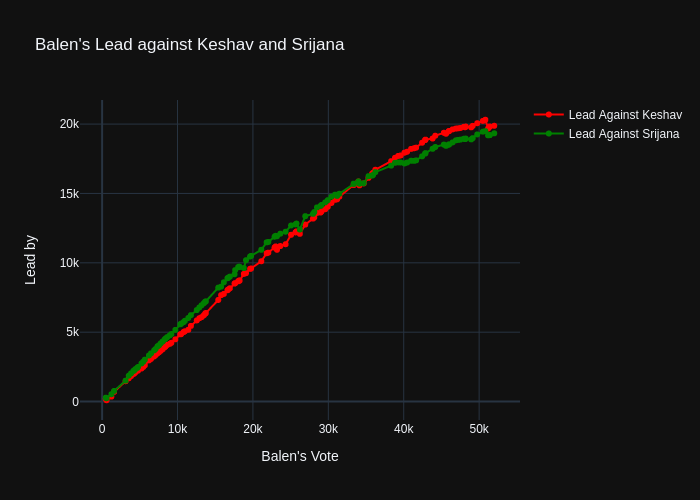 Balen's Lead against Keshav and Srijana
Lead Against Keshav
Lead Against Srijana
20k
15k
10k
5k
0
Lead by
0 10k 20k 30k 40k 50k
Balen's Vote